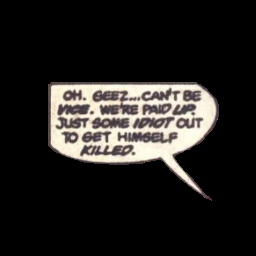 OH. GEEZ...CAN'T BE
VICE. WE'RE PAID UP.
JUST SOME IDIOT OUT
TO GET HIMSELF
KILLED.